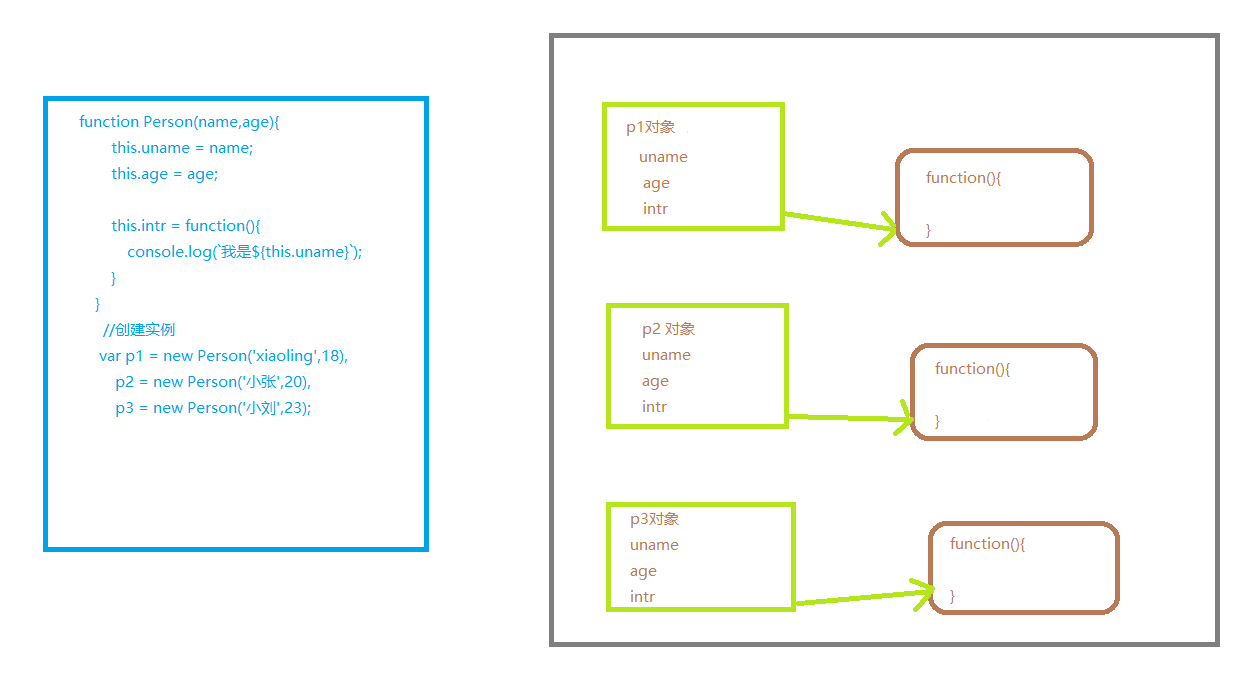 function Person(name,age){
this.uname = name;
this.age = age;
this.intr = function(){
console.log(`我是${this.uname}`);
}
}
//创建实例
var p1 = new Person('xiaoling',18),
p2 = new Person('小张',20),
p3 = new Person('小刘',23);
p1对象
uname
age
intr
function(){
}
p2 对象
uname
age
intr
function(){
}
p3对象
uname
age
intr
function(){
}